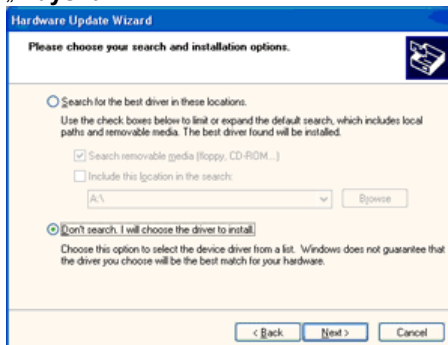 Hardware Update Wizard
Please choose your search and installation options.
Search for the best driver in these locations.
Use the check boxes below to limit or expand the default search, which includes local
paths and removable media. The best driver found will be installed.
Search removable media (floppy, CD-ROM...)
Include this location in the search:
A:\
Browse
Don't search. I will choose the driver to install.
Choose this option to select the device driver from a list. Windows does not guarantee that
the driver you choose will be the best match for your hardware.
< Back Next > Cancel